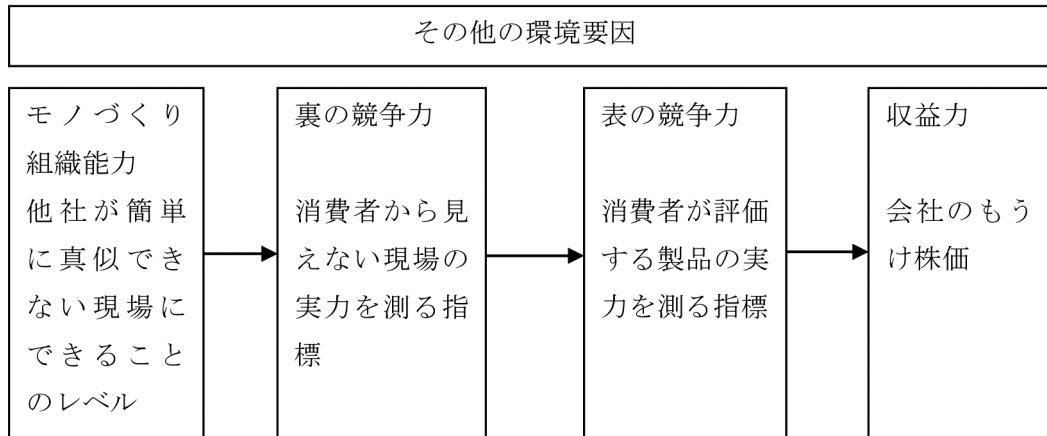 その他の環境要因
モノづくり
組織能力
他社が簡単
に真似でき
ない現場に
できること
のレベル
裏の競争力
消費者から見
えない現場の
実力を測る指
標
表の競争力
消費者が評価
する製品の実
力を測る指標
収益力
会社のもう
け株価